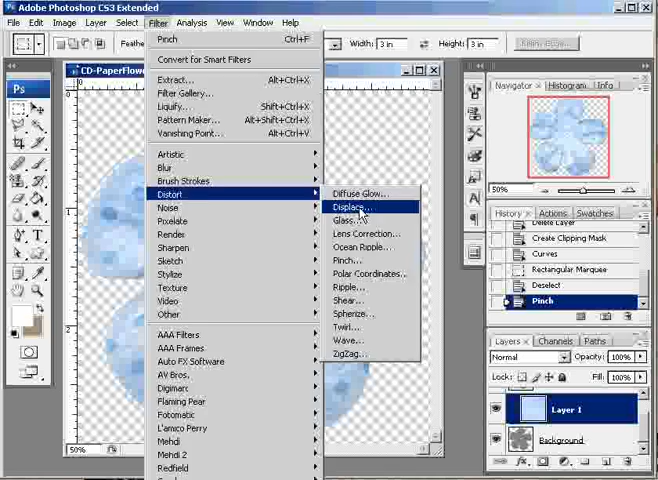 Adobe Photoshop CS3 Extended
File Edit Image Layer Select Filter Analysis View Window Help
Width: 3 in Height: 3 in
Pinch Ctrl+F
Convert for Smart Filters
Extract... Alt+Ctrl+X
Filter Gallery...
Liquify... Shift+Ctrl+X
Pattern Maker... Alt+Shift+Ctrl+X
Vanishing Point... Alt+Ctrl+V
Artistic
Blur
Brush Strokes
Distort
Noise
Pixelate
Render
Sharpen
Sketch
Stylize
Texture
Video
Other
AAA Filters
AAA Frames
Auto FX Software
AV Bros.
Digimarc
Flaming Pear
Fotomatic
L'amico Perry
Mehdi
Mehdi 2
Redfield
Diffuse Glow...
Displace...
Glass...
Lens Correction...
Ocean Ripple...
Pinch...
Polar Coordinates...
Ripple...
Shear...
Spherize...
Twirl...
Wave...
ZigZag...
Ps
CD-PaperFlower
0
1
2
50%
Navigator Histogram Info
50%
History Actions Swatches
Delete Layer
Create Clipping Mask
Curves
Rectangular Marquee
Deselect
Pinch
Layers Channels Paths
Normal Opacity: 100%
Lock: Fill: 100%
Layer 1
Background